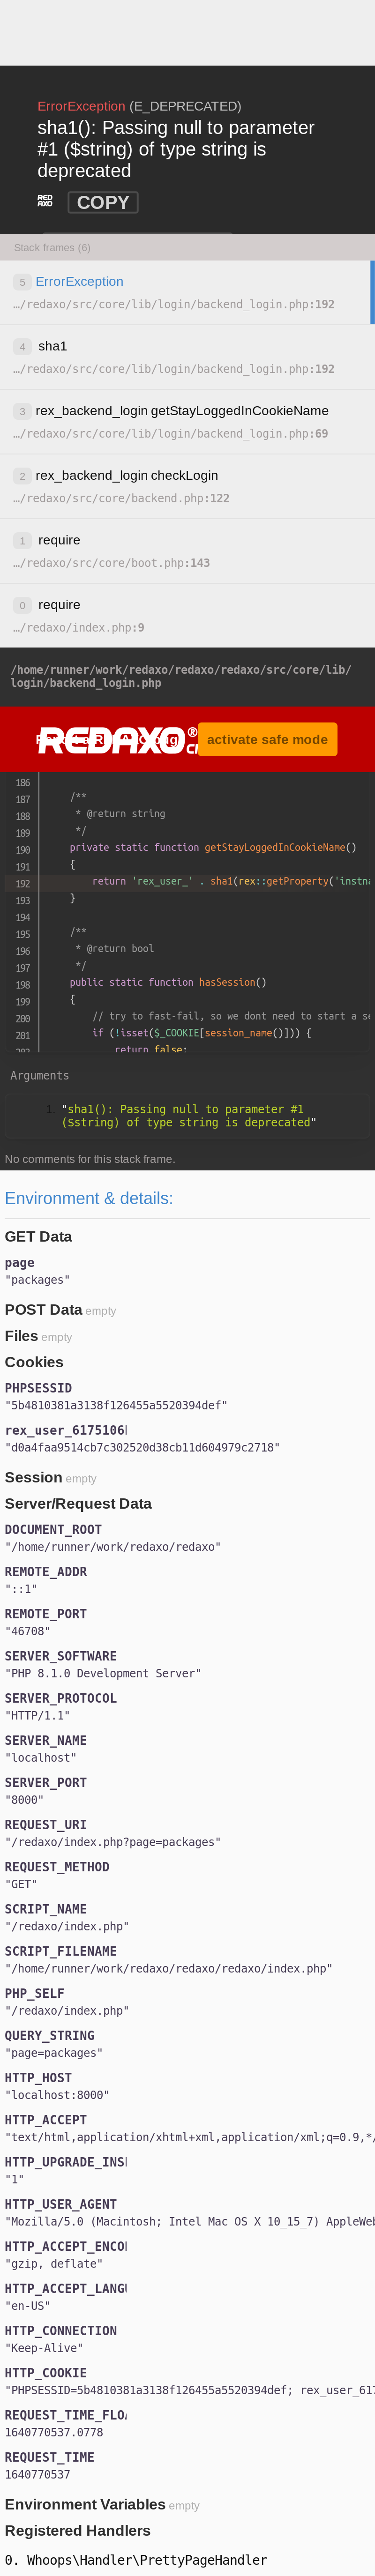 ErrorException (E_DEPRECATED)
sha1(): Passing null to parameter
#1 ($string) of type string is
deprecated
RED
AXO
COPY
Stack frames (6)
5 ErrorException
…/redaxo/src/core/lib/login/backend_login.php:192
4 sha1
…/redaxo/src/core/lib/login/backend_login.php:192
3 rex_backend_login getStayLoggedInCookieName
…/redaxo/src/core/lib/login/backend_login.php:69
2 rex_backend_login checkLogin
…/redaxo/src/core/backend.php:122
1 require
…/redaxo/src/core/boot.php:143
0 require
…/redaxo/index.php:9
/home/runner/work/redaxo/redaxo/redaxo/src/core/lib/
login/backend_login.php
REDAXO®
activate safe mode
186
187 /**
188 * @return string
189 */
190 private static function getStayLoggedInCookieName()
191 {
192 return 'rex_user_' . sha1(rex::getProperty('instna
193 }
194
195 /**
196 * @return bool
197 */
198 public static function hasSession()
199 {
200 // try to fast-fail, so we dont need to start a se
201 if (!isset($_COOKIE[session_name()])) {
202 return false;
Arguments
1. "sha1(): Passing null to parameter #1
($string) of type string is deprecated"
No comments for this stack frame.
Environment & details:
GET Data
page
"packages"
POST Data empty
Files empty
Cookies
PHPSESSID
"5b4810381a3138f126455a5520394def"
rex_user_6175106
"d0a4faa9514cb7c302520d38cb11d604979c2718"
Session empty
Server/Request Data
DOCUMENT_ROOT
"/home/runner/work/redaxo/redaxo"
REMOTE_ADDR
"::1"
REMOTE_PORT
"46708"
SERVER_SOFTWARE
"PHP 8.1.0 Development Server"
SERVER_PROTOCOL
"HTTP/1.1"
SERVER_NAME
"localhost"
SERVER_PORT
"8000"
REQUEST_URI
"/redaxo/index.php?page=packages"
REQUEST_METHOD
"GET"
SCRIPT_NAME
"/redaxo/index.php"
SCRIPT_FILENAME
"/home/runner/work/redaxo/redaxo/redaxo/index.php"
PHP_SELF
"/redaxo/index.php"
QUERY_STRING
"page=packages"
HTTP_HOST
"localhost:8000"
HTTP_ACCEPT
"text/html,application/xhtml+xml,application/xml;q=0.9,*/
HTTP_UPGRADE_INS
"1"
HTTP_USER_AGENT
"Mozilla/5.0 (Macintosh; Intel Mac OS X 10_15_7) AppleWeb
HTTP_ACCEPT_ENCO
"gzip, deflate"
HTTP_ACCEPT_LANG
"en-US"
HTTP_CONNECTION
"Keep-Alive"
HTTP_COOKIE
"PHPSESSID=5b4810381a3138f126455a5520394def; rex_user_617
REQUEST_TIME_FLO
1640770537.0778
REQUEST_TIME
1640770537
Environment Variables empty
Registered Handlers
0. Whoops\Handler\PrettyPageHandler